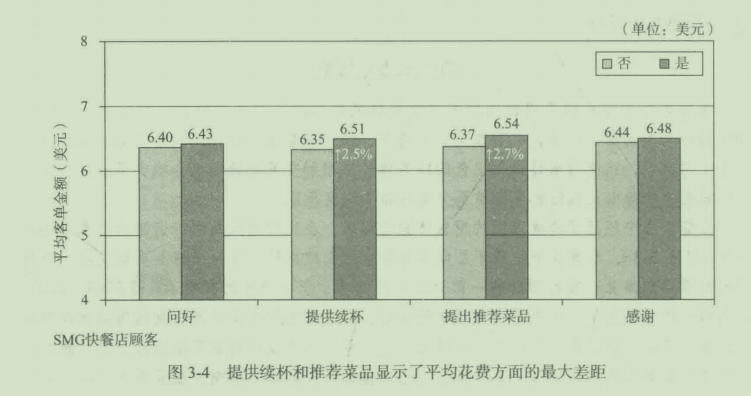 （单位：美元）
否 是
8
7
6
5
4
平均客单金额（美元）
6.40 6.43 6.35 6.51 6.37 6.54 6.44 6.48
↑2.5% ↑2.7%
问好 提供续杯 提出推荐菜品 感谢
SMG快餐店顾客
图 3-4 提供续杯和推荐菜品显示了平均花费方面的最大差距